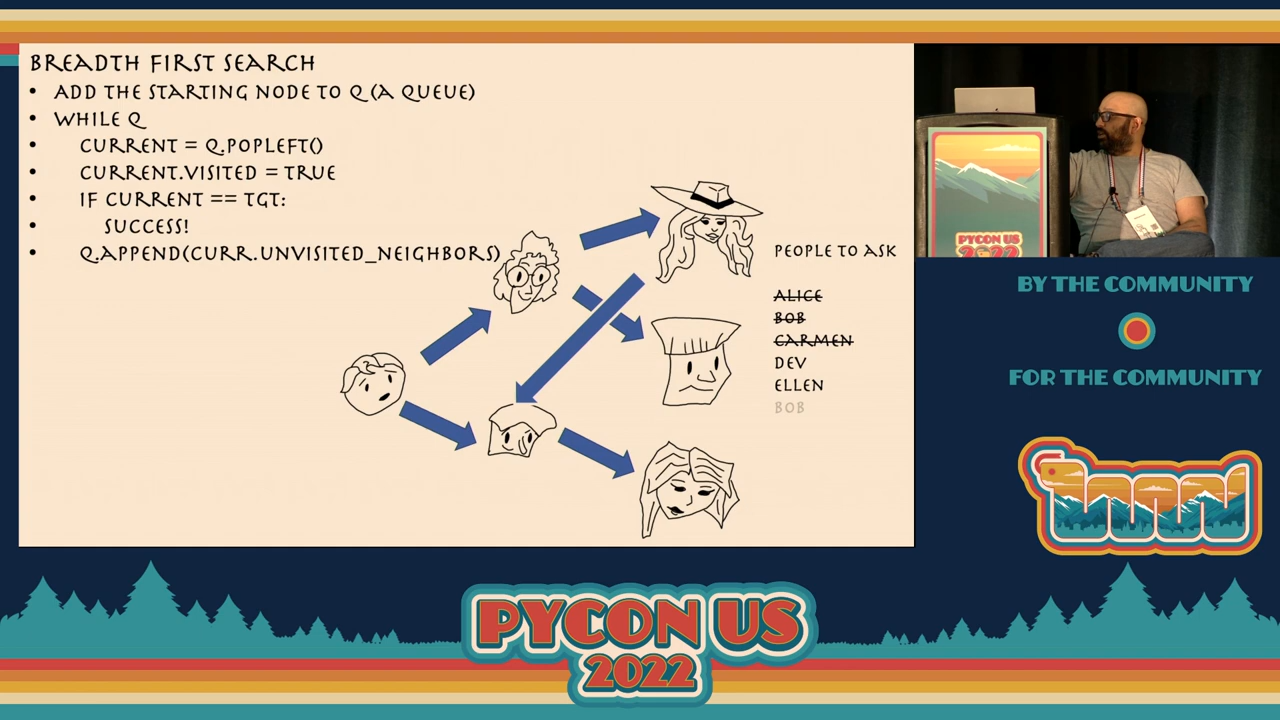 BREADTH FIRST SEARCH
• ADD THE STARTING NODE TO Q (A QUEUE)
• WHILE Q
• CURRENT = Q.POPLEFT()
• CURRENT.VISITED = TRUE
• IF CURRENT == TGT:
• SUCCESS!
• Q.APPEND(CURR.UNVISITED_NEIGHBORS)
PEOPLE TO ASK
ALICE
BOB
CARMEN
DEV
ELLEN
BOB
PYCON US
2022
BY THE COMMUNITY
FOR THE COMMUNITY
PYCON US
2022